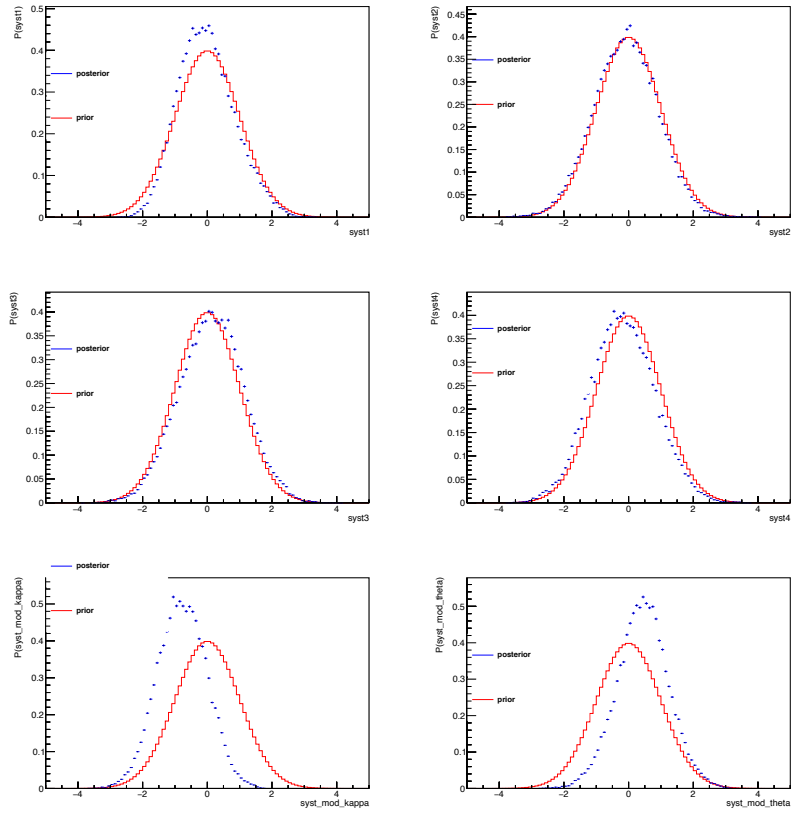 P(syst1)
0.5
0.4
0.3
0.2
0.1
0
posterior
prior
−4 −2 0 2 4
syst1
P(syst2)
0.45
0.4
0.35
0.3
0.25
0.2
0.15
0.1
0.05
0
posterior
prior
−4 −2 0 2 4
syst2
P(syst3)
0.4
0.35
0.3
0.25
0.2
0.15
0.1
0.05
0
posterior
prior
−4 −2 0 2 4
syst3
P(syst4)
0.4
0.35
0.3
0.25
0.2
0.15
0.1
0.05
0
posterior
prior
−4 −2 0 2 4
syst4
P(syst_mod_kappa)
posterior
prior
0.5
0.4
0.3
0.2
0.1
0
−4 −2 0 2 4
syst_mod_kappa
P(syst_mod_theta)
0.5
0.4
0.3
0.2
0.1
0
posterior
prior
−4 −2 0 2 4
syst_mod_theta